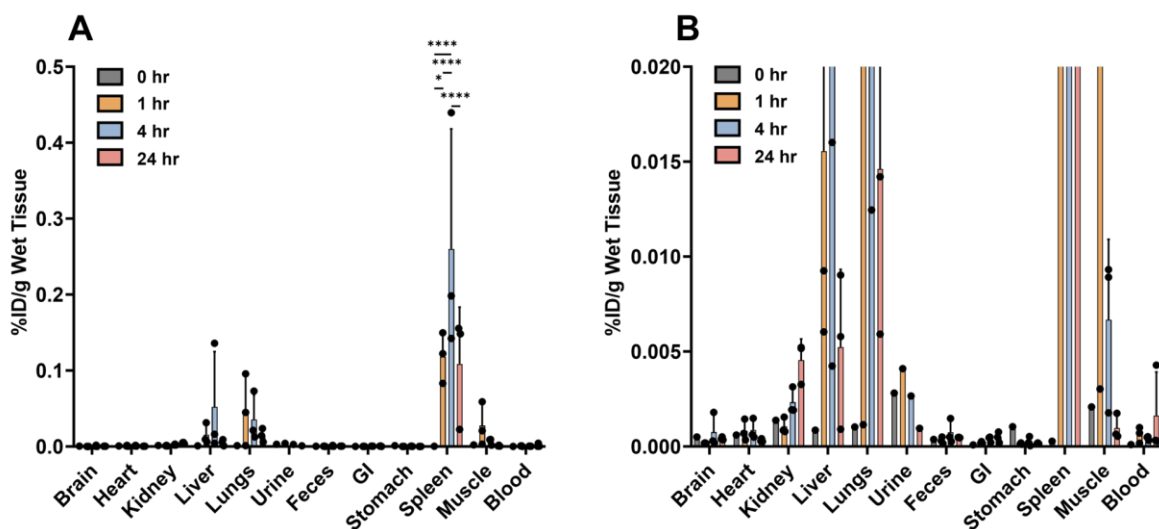 A
%ID/g Wet Tissue
0.5
0.4
0.3
0.2
0.1
0.0
0 hr
1 hr
4 hr
24 hr
****
****
*
****
Brain
Heart
Kidney
Liver
Lungs
Urine
Feces
GI
Stomach
Spleen
Muscle
Blood
B
%ID/g Wet Tissue
0.020
0.015
0.010
0.005
0.000
0 hr
1 hr
4 hr
24 hr
Brain
Heart
Kidney
Liver
Lungs
Urine
Feces
GI
Stomach
Spleen
Muscle
Blood